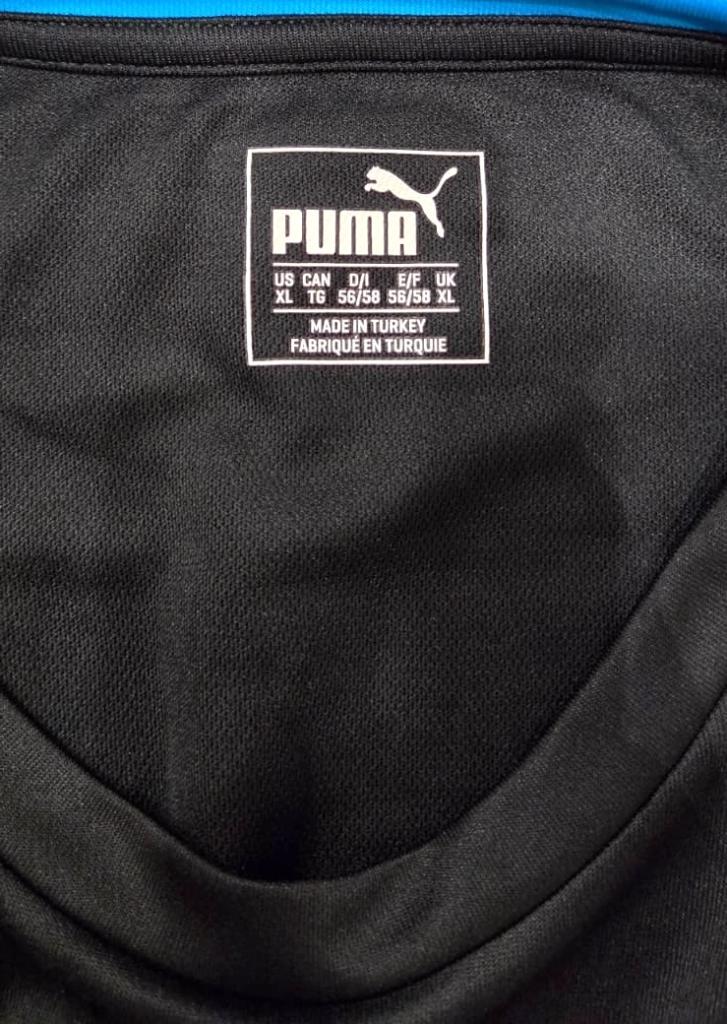 PUMA
US CAN D/I E/F UK
XL TG 56/58 56/58 XL
MADE IN TURKEY
FABRIQUÉ EN TURQUIE